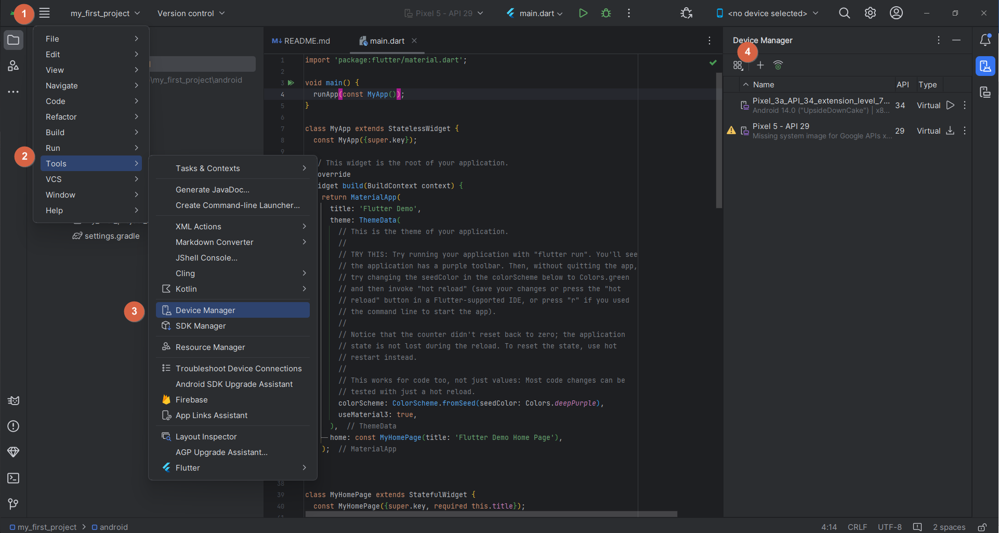 1
my_first_project
Version control
Pixel 5 - API 29
main.dart
<no device selected>
File
Edit
View
Navigate
Code
Refactor
Build
Run
2
Tools
VCS
Window
Help
\my_first_project\android
settings.gradle
Tasks & Contexts
Generate JavaDoc...
Create Command-line Launcher...
XML Actions
Markdown Converter
JShell Console...
Cling
Kotlin
3
Device Manager
SDK Manager
Resource Manager
Troubleshoot Device Connections
Android SDK Upgrade Assistant
Firebase
App Links Assistant
Layout Inspector
AGP Upgrade Assistant...
Flutter
M↓ README.md
main.dart
1 import 'package:flutter/material.dart';
2
3 void main() {
4 runApp(const MyApp());
5 }
6
7 class MyApp extends StatelessWidget {
8 const MyApp({super.key});
9
/ This widget is the root of your application.
override
idget build(BuildContext context) {
return MaterialApp(
title: 'Flutter Demo',
theme: ThemeData(
// This is the theme of your application.
//
// TRY THIS: Try running your application with "flutter run". You'll see
// the application has a purple toolbar. Then, without quitting the app,
// try changing the seedColor in the colorScheme below to Colors.green
// and then invoke "hot reload" (save your changes or press the "hot
// reload" button in a Flutter-supported IDE, or press "r" if you used
// the command line to start the app).
//
// Notice that the counter didn't reset back to zero; the application
// state is not lost during the reload. To reset the state, use hot
// restart instead.
//
// This works for code too, not just values: Most code changes can be
// tested with just a hot reload.
colorScheme: ColorScheme.fromSeed(seedColor: Colors.deepPurple),
useMaterial3: true,
), // ThemeData
home: const MyHomePage(title: 'Flutter Demo Home Page'),
); // MaterialApp
38
39 class MyHomePage extends StatefulWidget {
40 const MyHomePage({super.key, required this.title});
41
Device Manager
4
Name API Type
Pixel_3a_API_34_extension_level_7... 34 Virtual
Android 14.0 ("UpsideDownCake") | x8...
Pixel 5 - API 29 29 Virtual
Missing system image for Google APIs x...
my_first_project > android
4:14 CRLF UTF-8 2 spaces